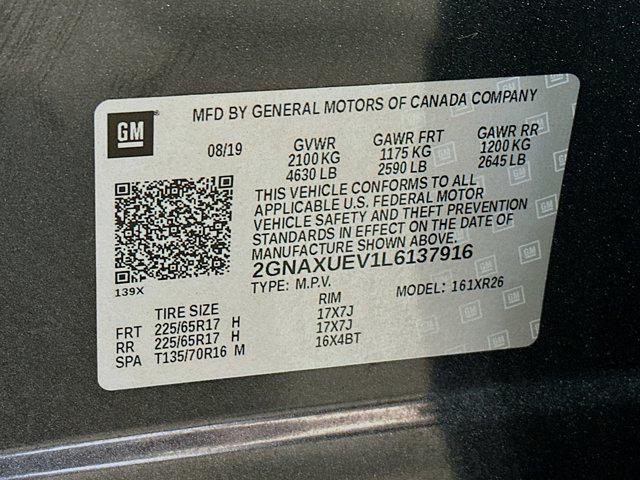 GM
MFD BY GENERAL MOTORS OF CANADA COMPANY
08/19 GVWR GAWR FRT GAWR RR
2100 KG 1175 KG 1200 KG
4630 LB 2590 LB 2645 LB
THIS VEHICLE CONFORMS TO ALL
APPLICABLE U.S. FEDERAL MOTOR
VEHICLE SAFETY AND THEFT PREVENTION
STANDARDS IN EFFECT ON THE DATE OF
MANUFACTURE SHOWN ABOVE.
2GNAXUEV1L6137916
139X TYPE: M.P.V. MODEL: 161XR26
TIRE SIZE RIM
FRT 225/65R17 H 17X7J
RR 225/65R17 H 17X7J
SPA T135/70R16 M 16X4BT